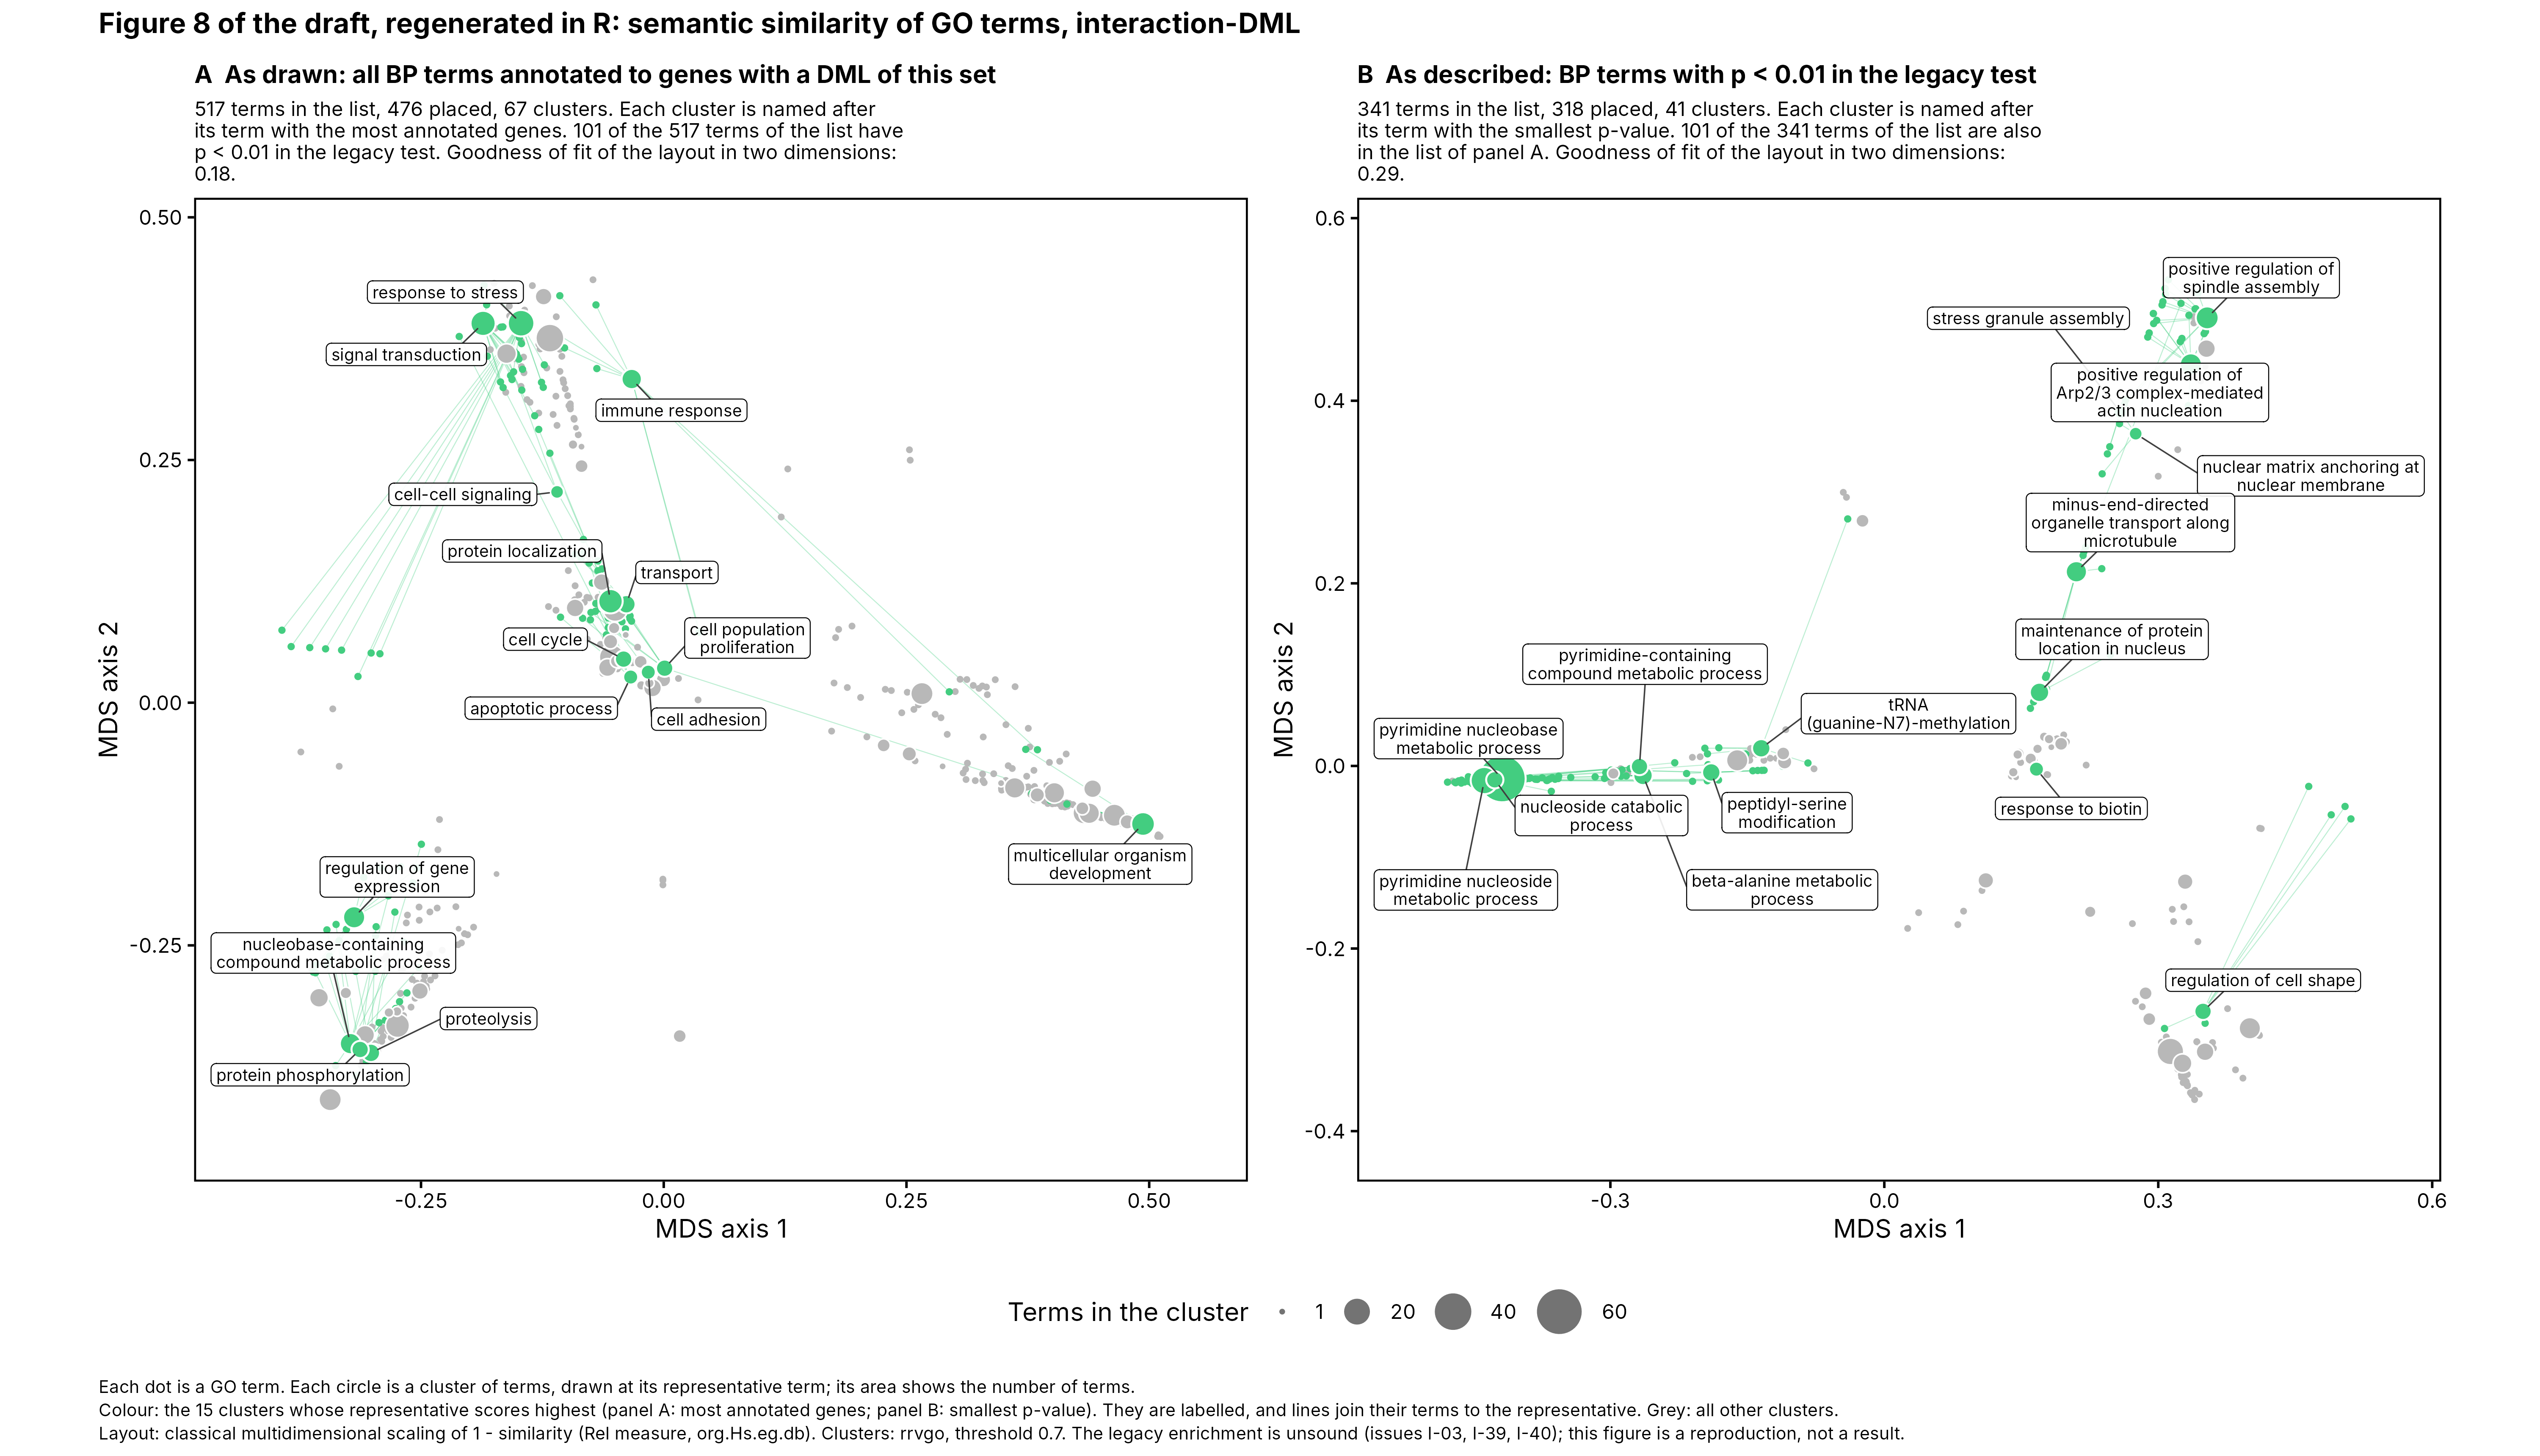 Figure 8 of the draft, regenerated in R: semantic similarity of GO terms, interaction-DML
A  As drawn: all BP terms annotated to genes with a DML of this set
517 terms in the list, 476 placed, 67 clusters. Each cluster is named after
its term with the most annotated genes. 101 of the 517 terms of the list have
p < 0.01 in the legacy test. Goodness of fit of the layout in two dimensions:
0.18.
0.50
0.25
0.00
-0.25
MDS axis 2
response to stress
signal transduction
immune response
cell-cell signaling
protein localization
transport
cell cycle
cell population
proliferation
apoptotic process
cell adhesion
multicellular organism
development
regulation of gene
expression
nucleobase-containing
compound metabolic process
proteolysis
protein phosphorylation
-0.25
0.00
0.25
0.50
MDS axis 1
B  As described: BP terms with p < 0.01 in the legacy test
341 terms in the list, 318 placed, 41 clusters. Each cluster is named after
its term with the smallest p-value. 101 of the 341 terms of the list are also
in the list of panel A. Goodness of fit of the layout in two dimensions:
0.29.
0.6
0.4
0.2
0.0
-0.2
-0.4
MDS axis 2
positive regulation of
spindle assembly
stress granule assembly
positive regulation of
Arp2/3 complex-mediated
actin nucleation
nuclear matrix anchoring at
nuclear membrane
minus-end-directed
organelle transport along
microtubule
maintenance of protein
location in nucleus
pyrimidine-containing
compound metabolic process
tRNA
(guanine-N7)-methylation
pyrimidine nucleobase
metabolic process
nucleoside catabolic
process
peptidyl-serine
modification
response to biotin
pyrimidine nucleoside
metabolic process
beta-alanine metabolic
process
regulation of cell shape
-0.3
0.0
0.3
0.6
MDS axis 1
Terms in the cluster
1
20
40
60
Each dot is a GO term. Each circle is a cluster of terms, drawn at its representative term; its area shows the number of terms.
Colour: the 15 clusters whose representative scores highest (panel A: most annotated genes; panel B: smallest p-value). They are labelled, and lines join their terms to the representative. Grey: all other clusters.
Layout: classical multidimensional scaling of 1 - similarity (Rel measure, org.Hs.eg.db). Clusters: rrvgo, threshold 0.7. The legacy enrichment is unsound (issues I-03, I-39, I-40); this figure is a reproduction, not a result.